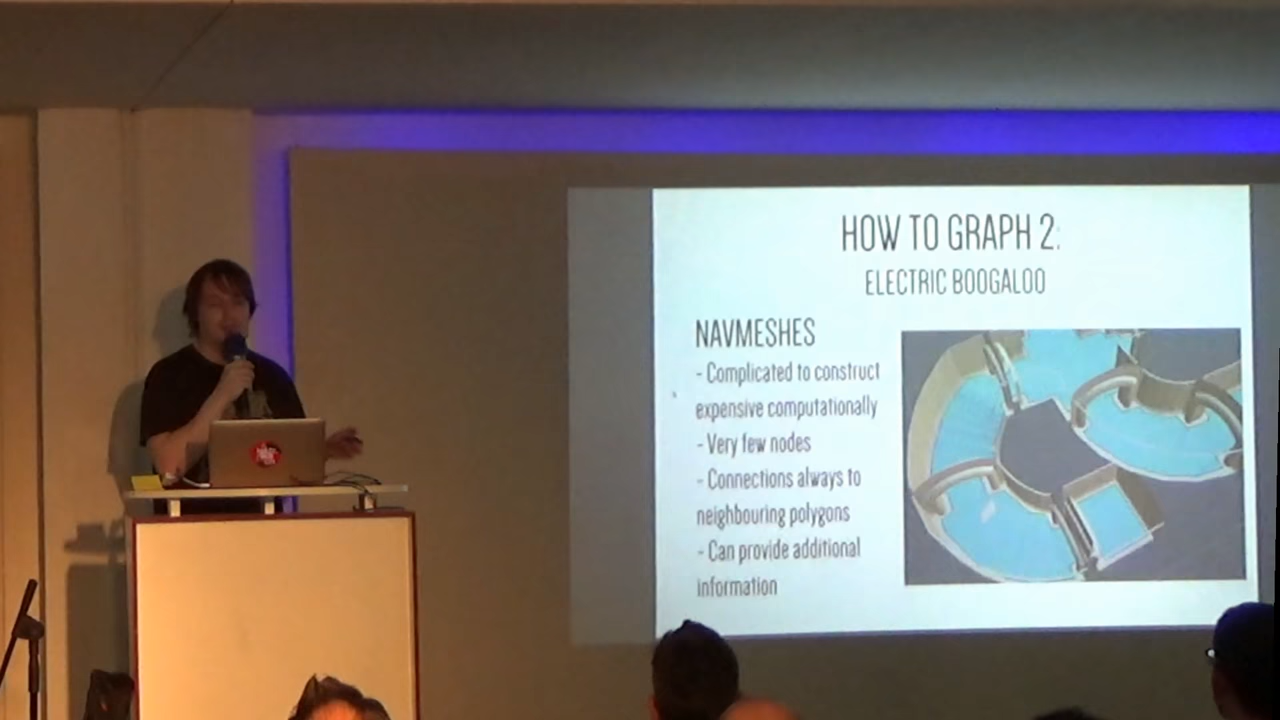 HOW TO GRAPH 2:
ELECTRIC BOOGALOO
NAVMESHES
- Complicated to construct
expensive computationally
- Very few nodes
- Connections always to
neighbouring polygons
- Can provide additional
information